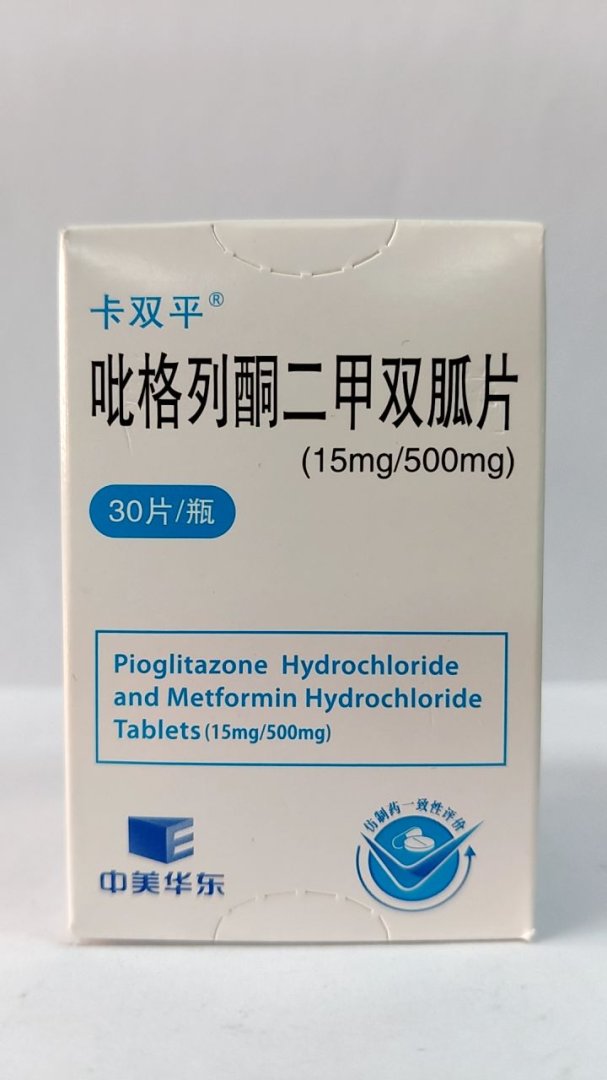 卡双平®
吡格列酮二甲双胍片
(15mg/500mg)
30片/瓶
Pioglitazone Hydrochloride
and Metformin Hydrochloride
Tablets (15mg/500mg)
仿制药一致性评价
中美华东